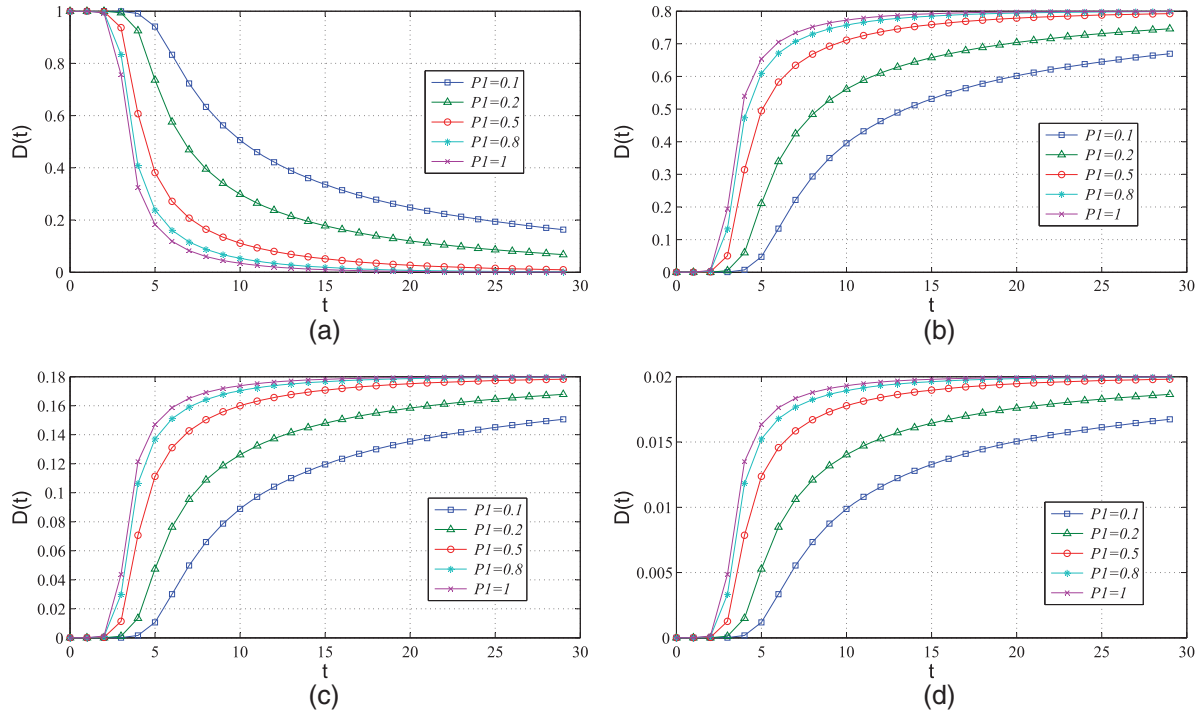 1
0.8
0.6
0.4
0.2
0
D(t)
0 5 10 15 20 25 30
t
P1=0.1
P1=0.2
P1=0.5
P1=0.8
P1=1
(a)
0.8
0.7
0.6
0.5
0.4
0.3
0.2
0.1
0
D(t)
0 5 10 15 20 25 30
t
P1=0.1
P1=0.2
P1=0.5
P1=0.8
P1=1
(b)
0.18
0.16
0.14
0.12
0.1
0.08
0.06
0.04
0.02
0
D(t)
0 5 10 15 20 25 30
t
P1=0.1
P1=0.2
P1=0.5
P1=0.8
P1=1
(c)
0.02
0.015
0.01
0.005
0
D(t)
0 5 10 15 20 25 30
t
P1=0.1
P1=0.2
P1=0.5
P1=0.8
P1=1
(d)